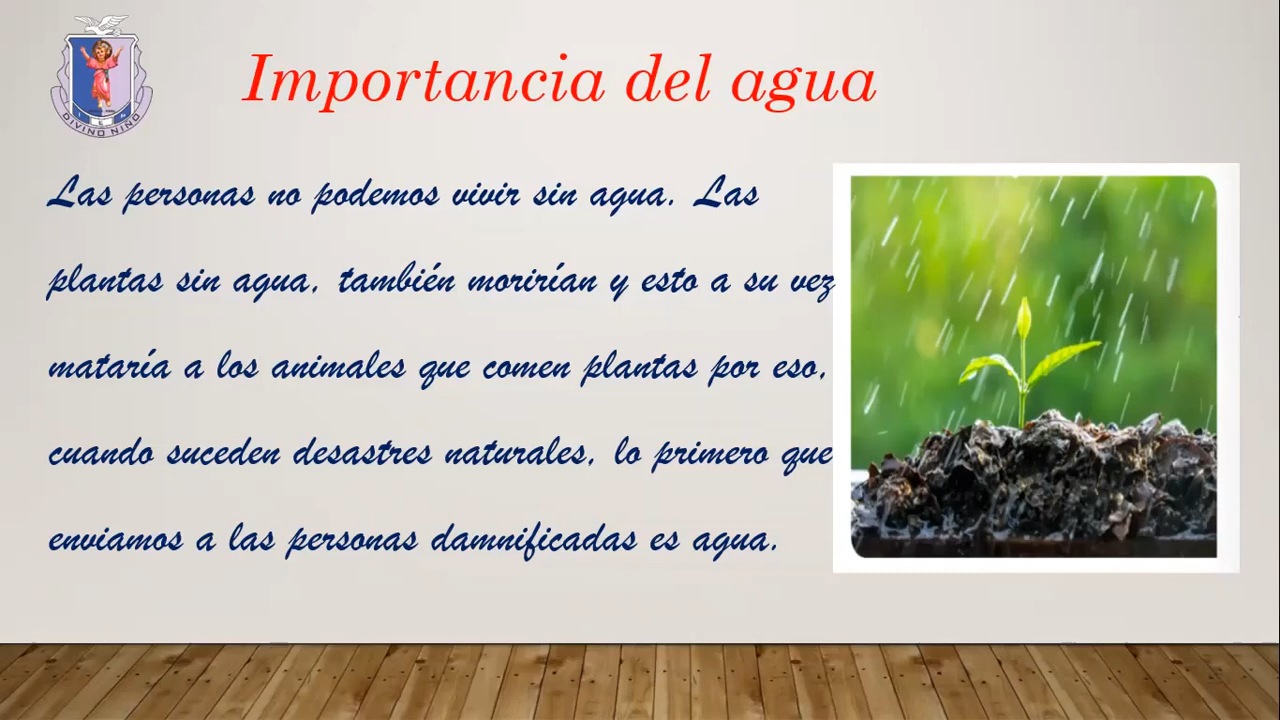 Importancia del agua
Las personas no podemos vivir sin agua. Las
plantas sin agua, también morirían y esto a su vez
mataría a los animales que comen plantas por eso,
cuando suceden desastres naturales, lo primero que
enviamos a las personas damnificadas es agua.
I E N
DIVINO NIÑO